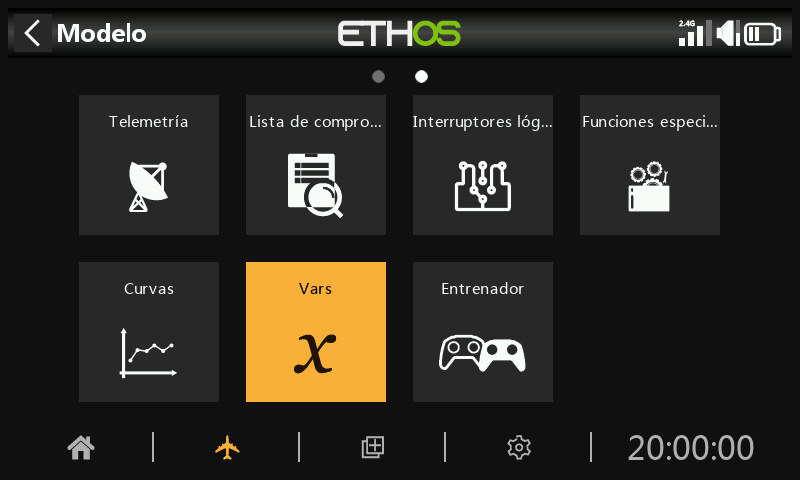 Modelo
ETHOS
2.4G
Telemetría
Lista de compro...
Interruptores lóg...
Funciones especi...
Curvas
Vars
x
Entrenador
20:00:00